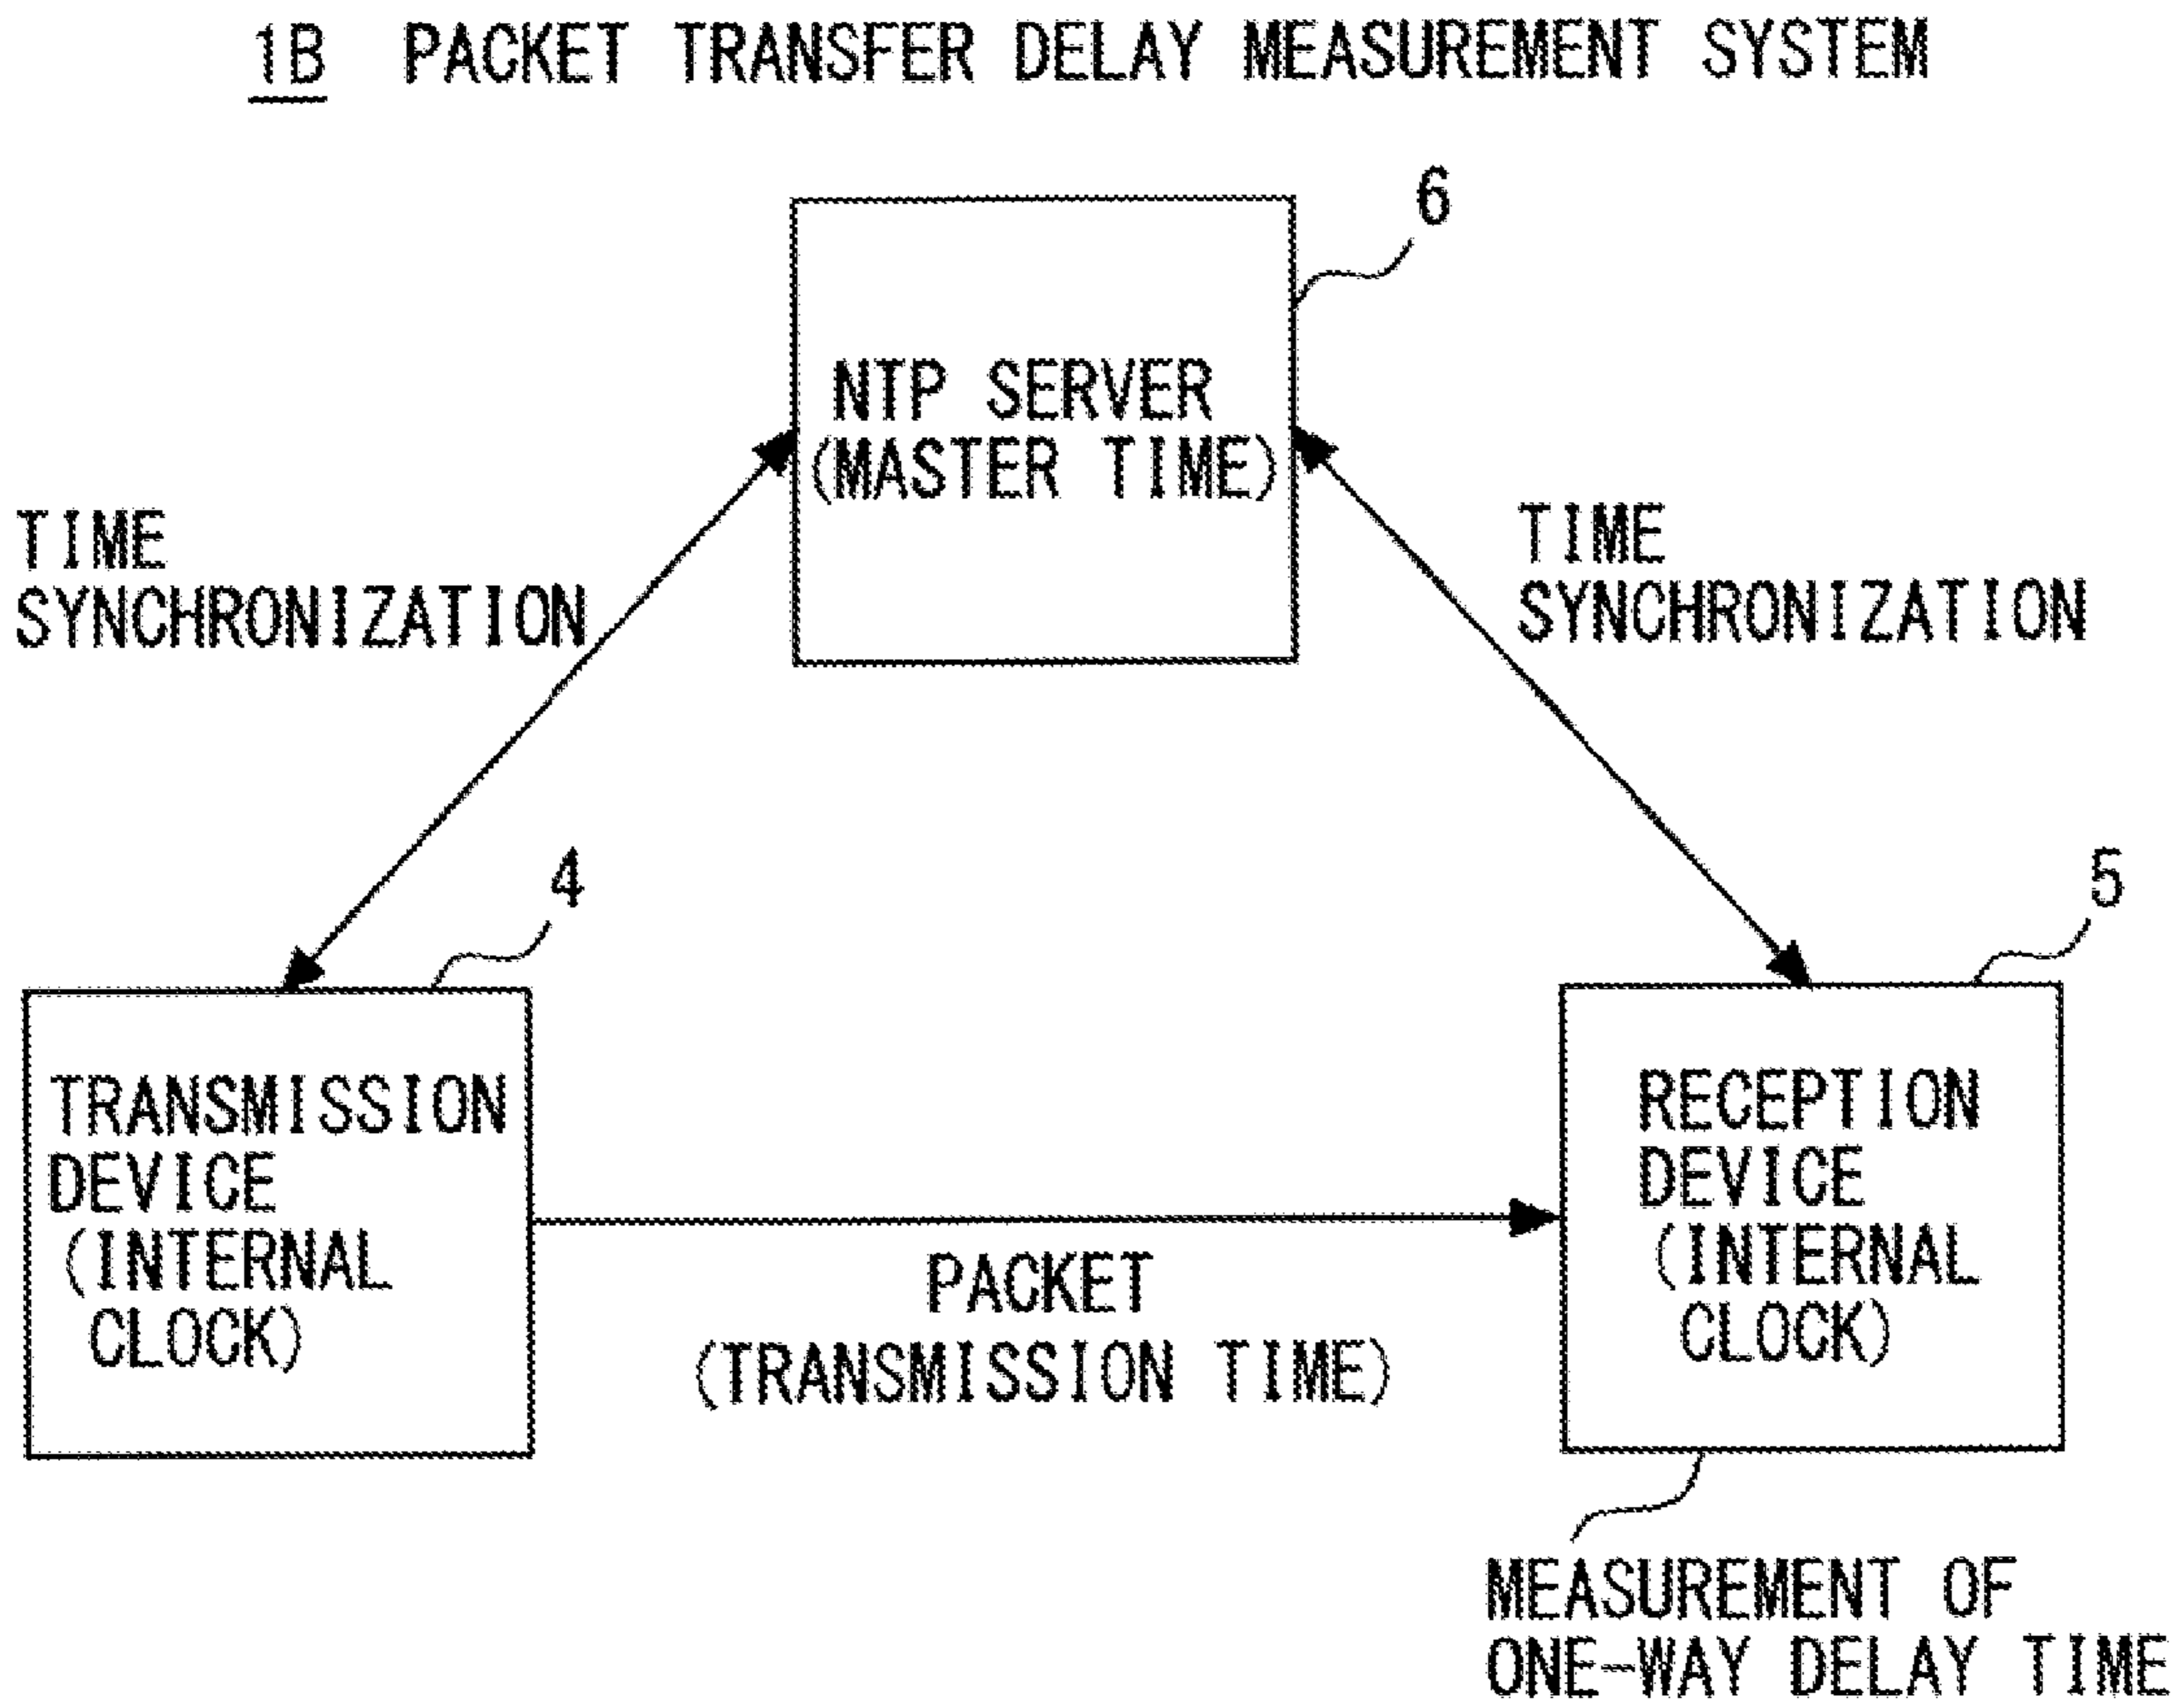 1B PACKET TRANSFER DELAY MEASUREMENT SYSTEM
6
NTP SERVER
(MASTER TIME)
TIME
SYNCHRONIZATION
TIME
SYNCHRONIZATION
4
5
TRANSMISSION
DEVICE
(INTERNAL
CLOCK)
RECEPTION
DEVICE
(INTERNAL
CLOCK)
PACKET
(TRANSMISSION TIME)
MEASUREMENT OF
ONE-WAY DELAY TIME